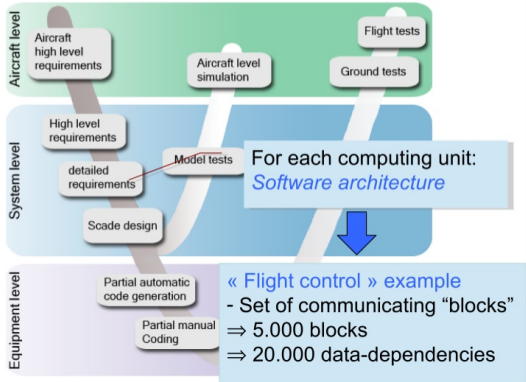 Aircraft level
Aircraft
high level
requirements
Aircraft level
simulation
Flight tests
Ground tests
System level
High level
requirements
detailed
requirements
Model tests
Scade design
For each computing unit:
Software architecture
Equipment level
Partial automatic
code generation
Partial manual
Coding
« Flight control » example
- Set of communicating “blocks”
⇒ 5.000 blocks
⇒ 20.000 data-dependencies